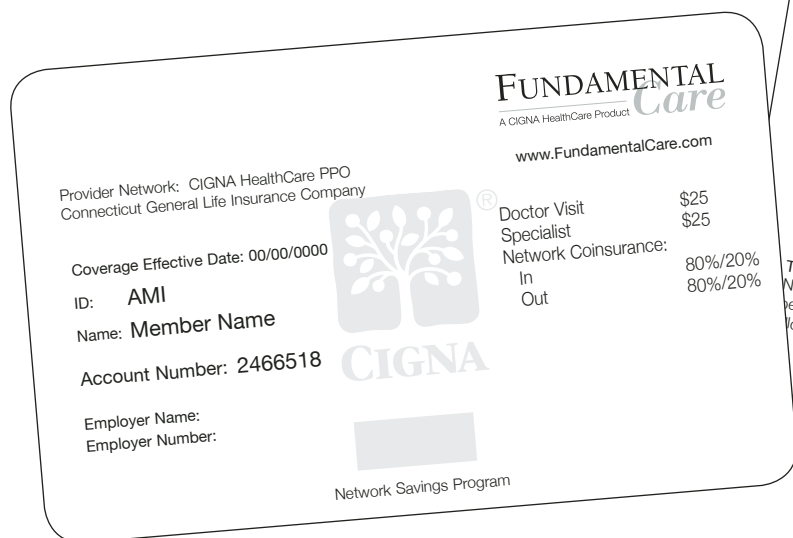 FUNDAMENTAL
Care
A CIGNA HealthCare Product
www.FundamentalCare.com
Provider Network: CIGNA HealthCare PPO
Connecticut General Life Insurance Company
Coverage Effective Date: 00/00/0000
ID: AMI
Name: Member Name
Account Number: 2466518
Employer Name:
Employer Number:
Doctor Visit $25
Specialist $25
Network Coinsurance:
In 80%/20%
Out 80%/20%
®
CIGNA
Network Savings Program